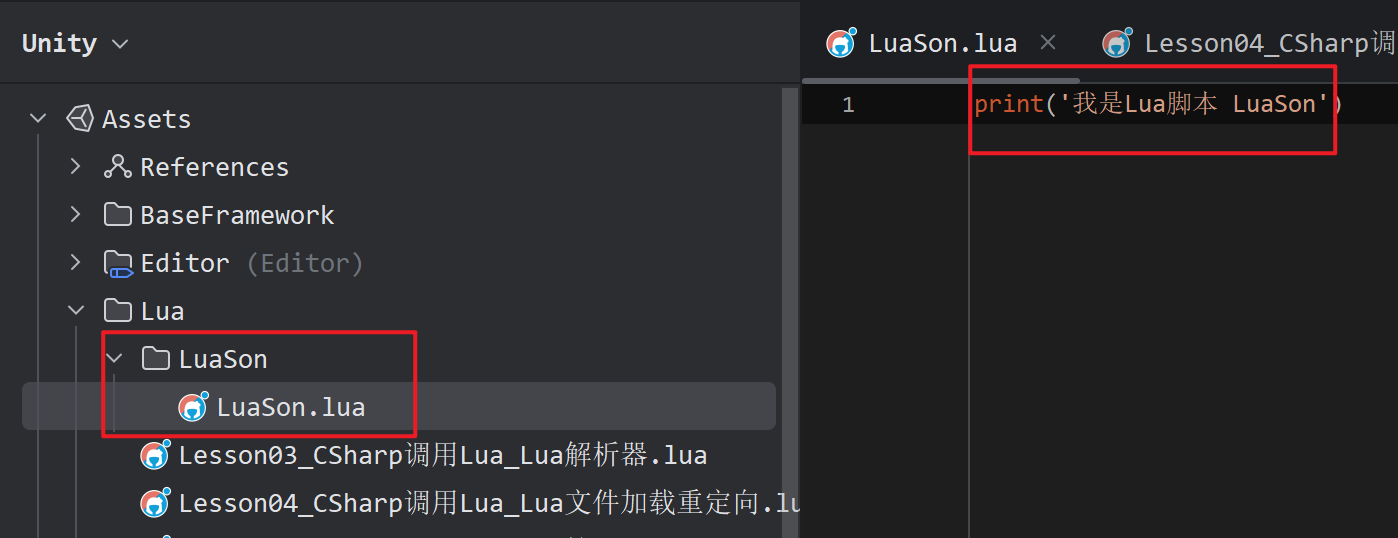 Unity
LuaSon.lua
Lesson04_CSharp调
Assets
References
BaseFramework
Editor (Editor)
Lua
LuaSon
LuaSon.lua
Lesson03_CSharp调用Lua_Lua解析器.lua
Lesson04_CSharp调用Lua_Lua文件加载重定向.lu
1
print('我是Lua脚本 LuaSon')